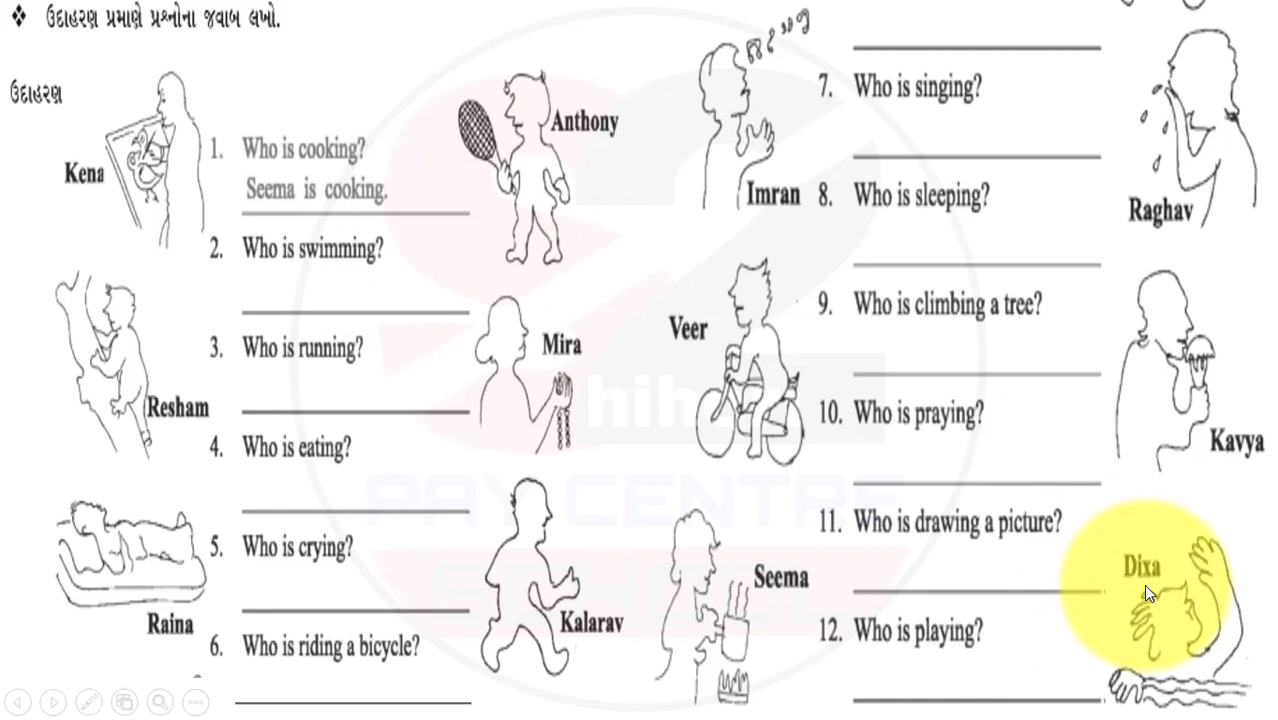 ❖ ઉદાહરણ પ્રમાણે પ્રશ્નોના જવાબ લખો.
ઉદાહરણ
Kena
1. Who is cooking?
Seema is cooking.
2. Who is swimming?
Resham
3. Who is running?
4. Who is eating?
Raina
5. Who is crying?
6. Who is riding a bicycle?
Anthony
Mira
Kalarav
Imran
Veer
Seema
7. Who is singing?
8. Who is sleeping?
9. Who is climbing a tree?
10. Who is praying?
11. Who is drawing a picture?
12. Who is playing?
Raghav
Kavya
Dixa
PAY CENTRE
SCHOOL